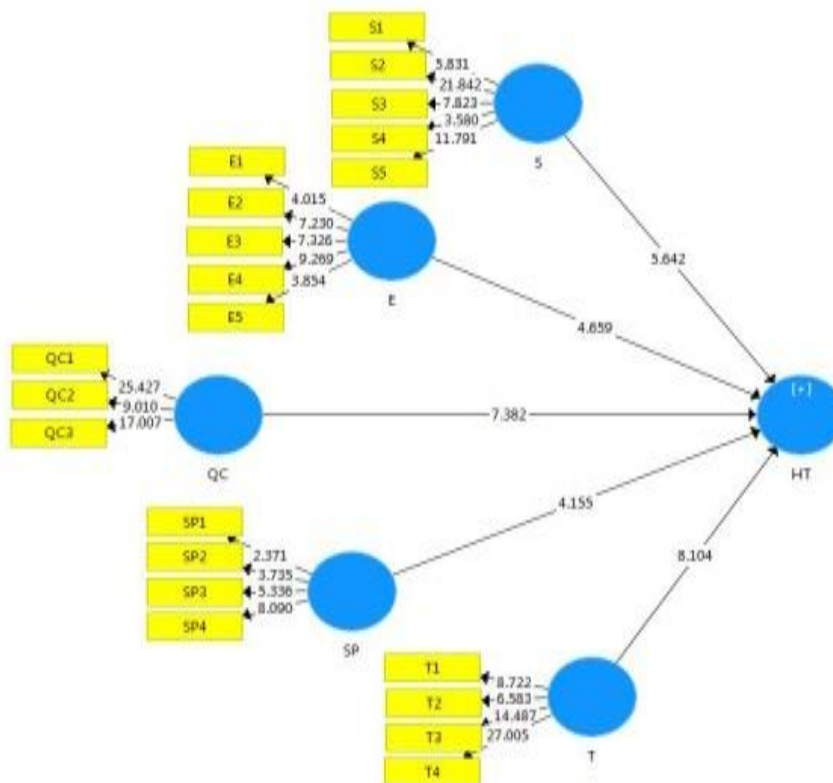 S1
S2
S3
S4
S5
5.831
21.842
7.823
3.580
11.791
S
5.642
E1
E2
E3
E4
E5
4.015
7.230
7.326
9.269
3.854
E
4.659
QC1
QC2
QC3
25.427
9.010
17.007
QC
7.382
[+]
HT
SP1
SP2
SP3
SP4
2.371
3.735
5.336
8.090
SP
4.155
8.104
T1
T2
T3
T4
8.722
6.583
14.487
27.005
T